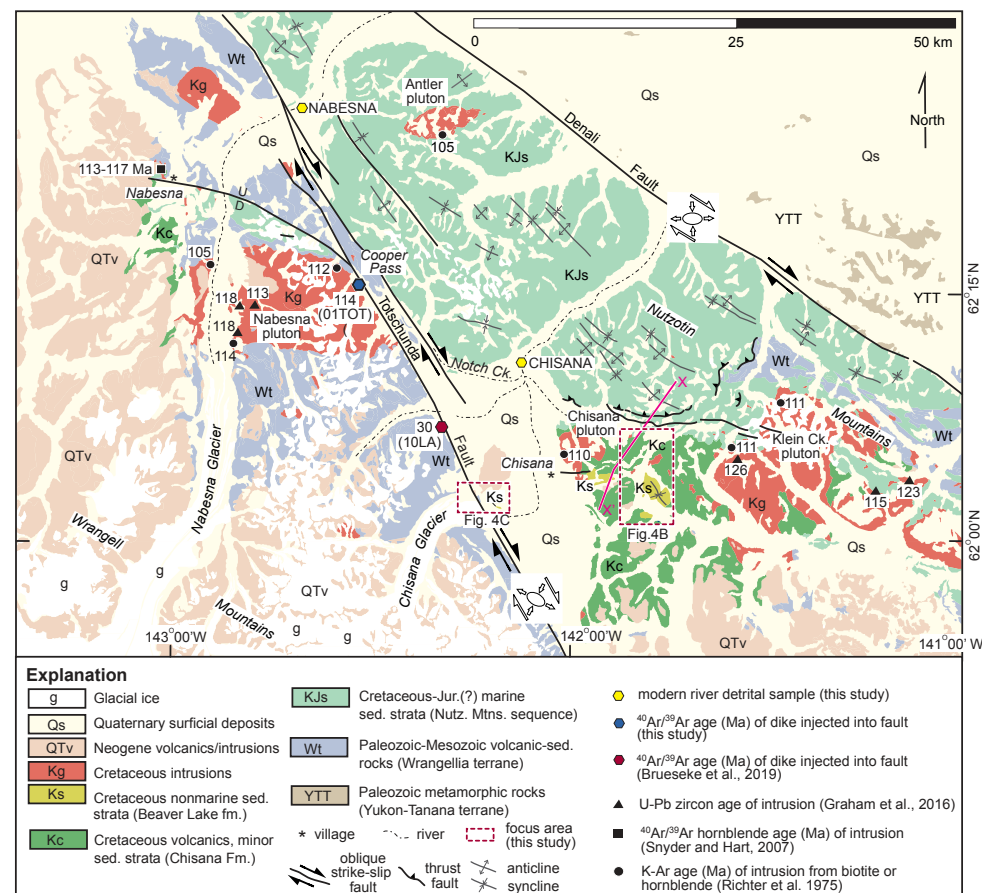 0 25 50 km
Wt
Kg
NABESNA
Antler
pluton
105
Qs
Denali
Fault
North
Qs
KJs
Qs
113-117 Ma
Nabesna
*
U
D
Kc
QTv
YTT
105
112
Cooper
Pass
KJs
118
113
Kg
114
(01TOT)
Nabesna
pluton
118
114
Totschunda
Nutzotin
YTT
62°15'N
Notch Ck.
CHISANA
X
Wt
Wt
Qs
Chisana
pluton
111
Mountains
30
(10LA)
Wt
Fault
Kc
111
Klein Ck.
pluton
126
Wt
110
Chisana
*
QTv
Nabesna Glacier
Ks
Ks
Ks
X'
123
115
Kg
Fig. 4C
Fig.4B
Wrangell
Chisana Glacier
Qs
Qs
62°00'N
g
g
QTv
Kc
Mountains
g
g
QTv
143°00'W
142°00'W
141°00' W
Explanation
g Glacial ice
Qs Quaternary surficial deposits
QTv Neogene volcanics/intrusions
Kg Cretaceous intrusions
Ks Cretaceous nonmarine sed.
strata (Beaver Lake fm.)
Kc Cretaceous volcanics, minor
sed. strata (Chisana Fm.)
KJs Cretaceous-Jur.(?) marine
sed. strata (Nutz. Mtns. sequence)
Wt Paleozoic-Mesozoic volcanic-sed.
rocks (Wrangellia terrane)
YTT Paleozoic metamorphic rocks
(Yukon-Tanana terrane)
* village
river
focus area
(this study)
oblique
strike-slip
fault
thrust
fault
anticline
syncline
modern river detrital sample (this study)
⁴⁰Ar/³⁹Ar age (Ma) of dike injected into fault
(this study)
⁴⁰Ar/³⁹Ar age (Ma) of dike injected into fault
(Brueseke et al., 2019)
U-Pb zircon age of intrusion (Graham et al., 2016)
⁴⁰Ar/³⁹Ar hornblende age (Ma) of intrusion
(Snyder and Hart, 2007)
K-Ar age (Ma) of intrusion from biotite or
hornblende (Richter et al. 1975)